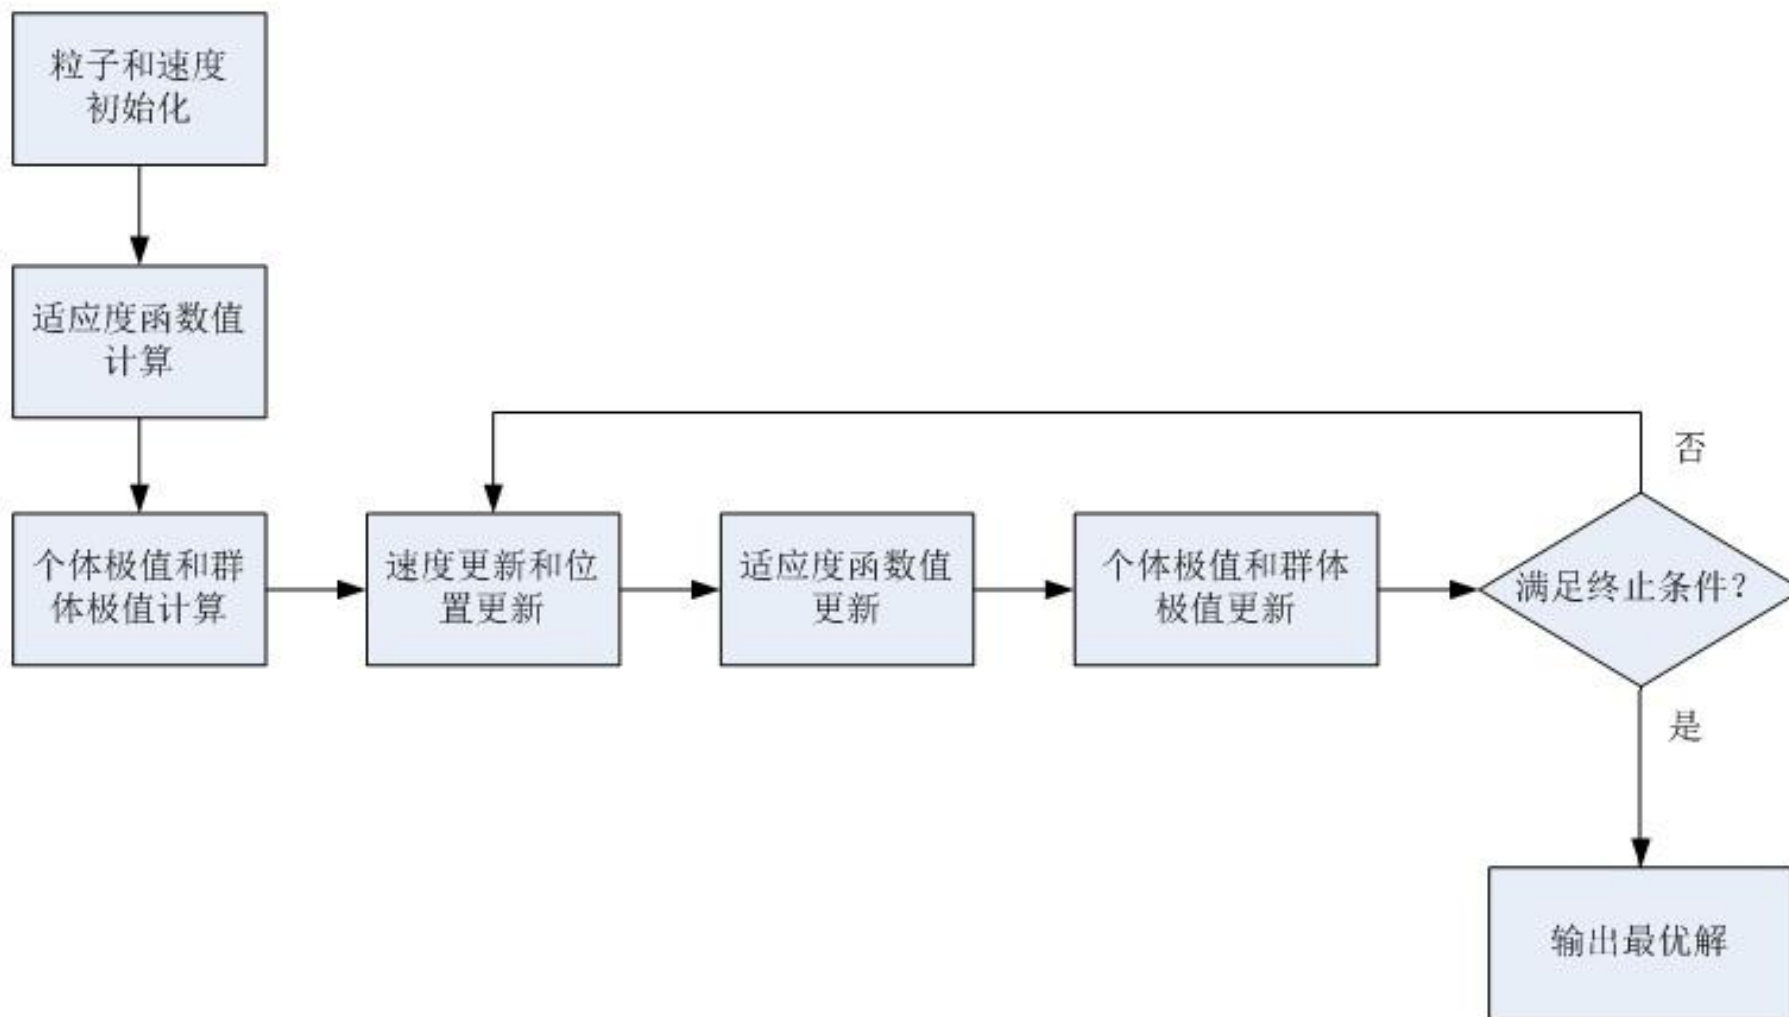 粒子和速度
初始化
适应度函数值
计算
个体极值和群
体极值计算
速度更新和位
置更新
适应度函数值
更新
个体极值和群体
极值更新
满足终止条件?
否
是
输出最优解